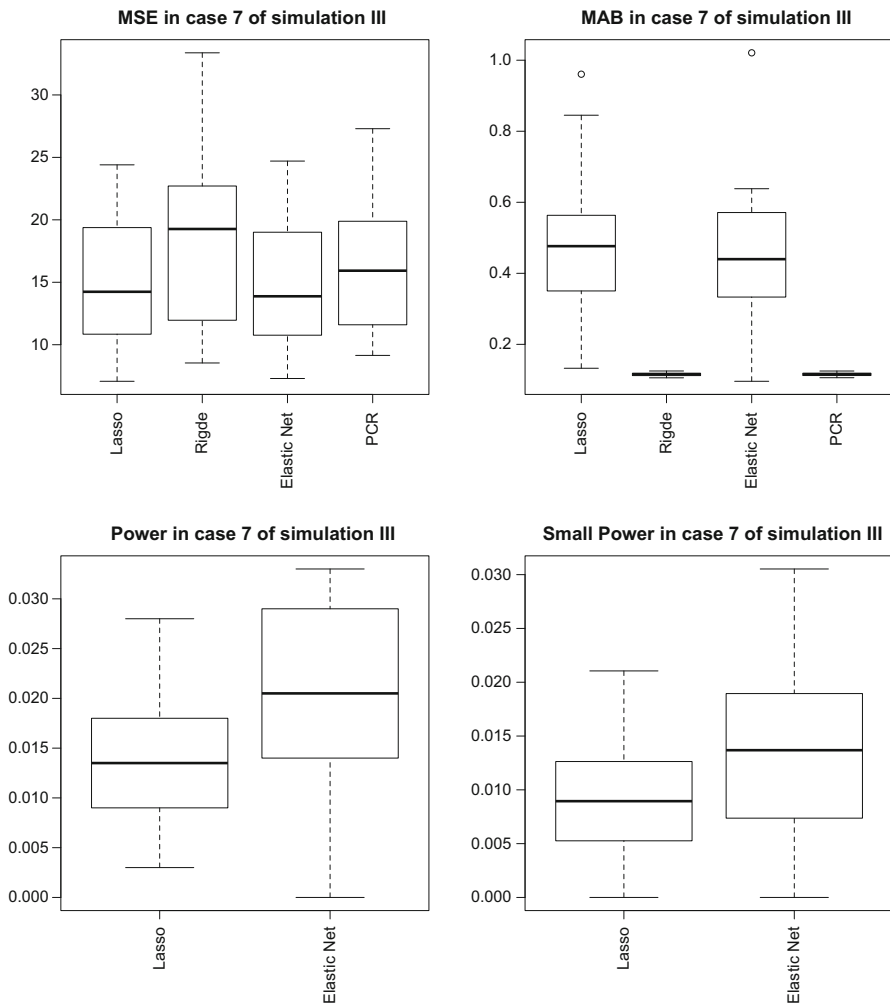 MSE in case 7 of simulation III
30
25
20
15
10
Lasso
Rigde
Elastic Net
PCR
MAB in case 7 of simulation III
1.0
0.8
0.6
0.4
0.2
Lasso
Rigde
Elastic Net
PCR
Power in case 7 of simulation III
0.030
0.025
0.020
0.015
0.010
0.005
0.000
Lasso
Elastic Net
Small Power in case 7 of simulation III
0.030
0.025
0.020
0.015
0.010
0.005
0.000
Lasso
Elastic Net